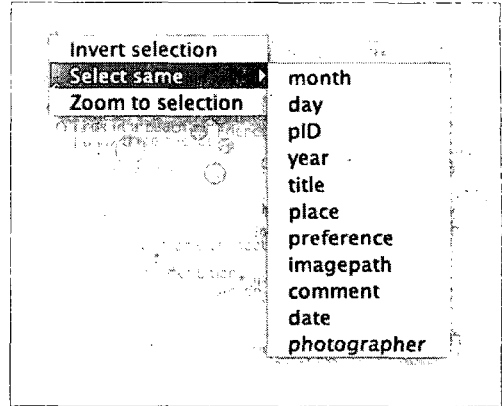 Invert selection
Select same
Zoom to selection
month
day
pID
year
title
place
preference
imagepath
comment
date
photographer